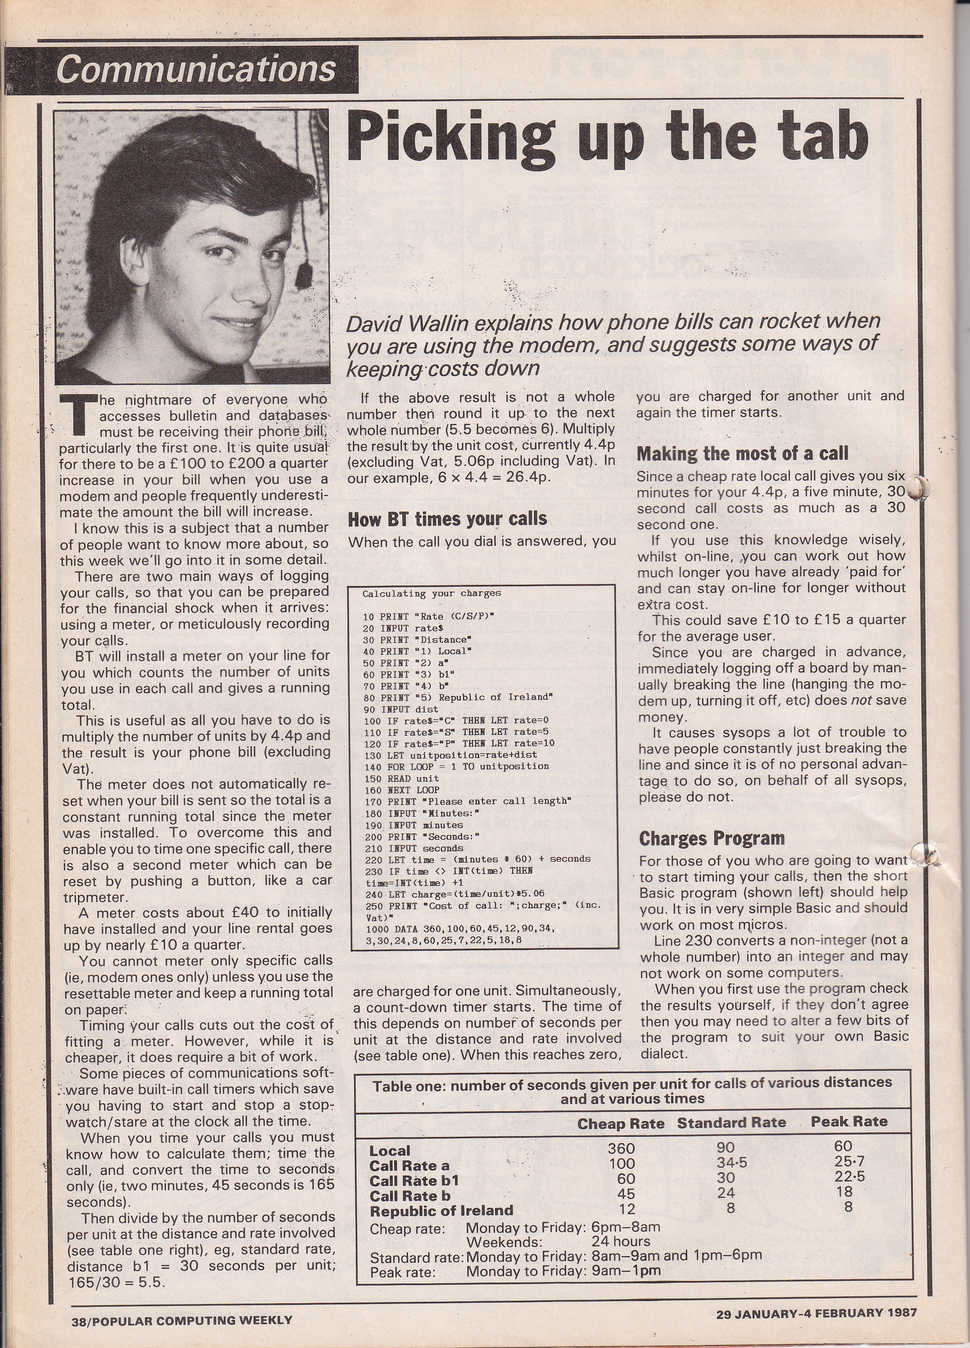 Communications
Picking up the tab
David Wallin explains how phone bills can rocket when
you are using the modem, and suggests some ways of
keeping costs down
The nightmare of everyone who
accesses bulletin and databases
must be receiving their phone bill,
particularly the first one. It is quite usual
for there to be a £100 to £200 a quarter
increase in your bill when you use a
modem and people frequently underesti-
mate the amount the bill will increase.
I know this is a subject that a number
of people want to know more about, so
this week we'll go into it in some detail.
There are two main ways of logging
your calls, so that you can be prepared
for the financial shock when it arrives:
using a meter, or meticulously recording
your calls.
BT will install a meter on your line for
you which counts the number of units
you use in each call and gives a running
total.
This is useful as all you have to do is
multiply the number of units by 4.4p and
the result is your phone bill (excluding
Vat).
The meter does not automatically re-
set when your bill is sent so the total is a
constant running total since the meter
was installed. To overcome this and
enable you to time one specific call, there
is also a second meter which can be
reset by pushing a button, like a car
tripmeter.
A meter costs about £40 to initially
have installed and your line rental goes
up by nearly £10 a quarter.
You cannot meter only specific calls
(ie, modem ones only) unless you use the
resettable meter and keep a running total
on paper.
Timing your calls cuts out the cost of
fitting a meter. However, while it is
cheaper, it does require a bit of work.
Some pieces of communications soft-
ware have built-in call timers which save
you having to start and stop a stop-
watch/stare at the clock all the time.
When you time your calls you must
know how to calculate them; time the
call, and convert the time to seconds
only (ie, two minutes, 45 seconds is 165
seconds).
Then divide by the number of seconds
per unit at the distance and rate involved
(see table one right), eg, standard rate,
distance b1 = 30 seconds per unit;
165/30 = 5.5.
If the above result is not a whole
number then round it up to the next
whole number (5.5 becomes 6). Multiply
the result by the unit cost, currently 4.4p
(excluding Vat, 5.06p including Vat). In
our example, 6 × 4.4 = 26.4p.
How BT times your calls
When the call you dial is answered, you
Calculating your charges
10 PRINT "Rate (C/S/P)"
20 INPUT rate$
30 PRINT "Distance"
40 PRINT "1) Local"
50 PRINT "2) a"
60 PRINT "3) b1"
70 PRINT "4) b"
80 PRINT "5) Republic of Ireland"
90 INPUT dist
100 IF rate$="C" THEN LET rate=0
110 IF rate$="S" THEN LET rate=5
120 IF rate$="P" THEN LET rate=10
130 LET unitposition=rate+dist
140 FOR LOOP = 1 TO unitposition
150 READ unit
160 NEXT LOOP
170 PRINT "Please enter call length"
180 INPUT "Minutes:"
190 INPUT minutes
200 PRINT "Seconds:"
210 INPUT seconds
220 LET time = (minutes * 60) + seconds
230 IF time <> INT(time) THEN
time=INT(time) +1
240 LET charge=(time/unit)*5.06
250 PRINT "Cost of call: ";charge;" (inc.
Vat)"
1000 DATA 360,100,60,45,12,90,34,
3,30,24,8,60,25,7,22,5,18,8
are charged for one unit. Simultaneously,
a count-down timer starts. The time of
this depends on number of seconds per
unit at the distance and rate involved
(see table one). When this reaches zero,
you are charged for another unit and
again the timer starts.
Making the most of a call
Since a cheap rate local call gives you six
minutes for your 4.4p, a five minute, 30
second call costs as much as a 30
second one.
If you use this knowledge wisely,
whilst on-line, you can work out how
much longer you have already 'paid for'
and can stay on-line for longer without
extra cost.
This could save £10 to £15 a quarter
for the average user.
Since you are charged in advance,
immediately logging off a board by man-
ually breaking the line (hanging the mo-
dem up, turning it off, etc) does not save
money.
It causes sysops a lot of trouble to
have people constantly just breaking the
line and since it is of no personal advan-
tage to do so, on behalf of all sysops,
please do not.
Charges Program
For those of you who are going to want
to start timing your calls, then the short
Basic program (shown left) should help
you. It is in very simple Basic and should
work on most micros.
Line 230 converts a non-integer (not a
whole number) into an integer and may
not work on some computers.
When you first use the program check
the results yourself, if they don't agree
then you may need to alter a few bits of
the program to suit your own Basic
dialect.
Table one: number of seconds given per unit for calls of various distances
and at various times
Cheap Rate Standard Rate Peak Rate
Local 360 90 60
Call Rate a 100 34·5 25·7
Call Rate b1 60 30 22·5
Call Rate b 45 24 18
Republic of Ireland 12 8 8
Cheap rate: Monday to Friday: 6pm–8am
Weekends: 24 hours
Standard rate: Monday to Friday: 8am–9am and 1pm–6pm
Peak rate: Monday to Friday: 9am–1pm
38/POPULAR COMPUTING WEEKLY
29 JANUARY–4 FEBRUARY 1987